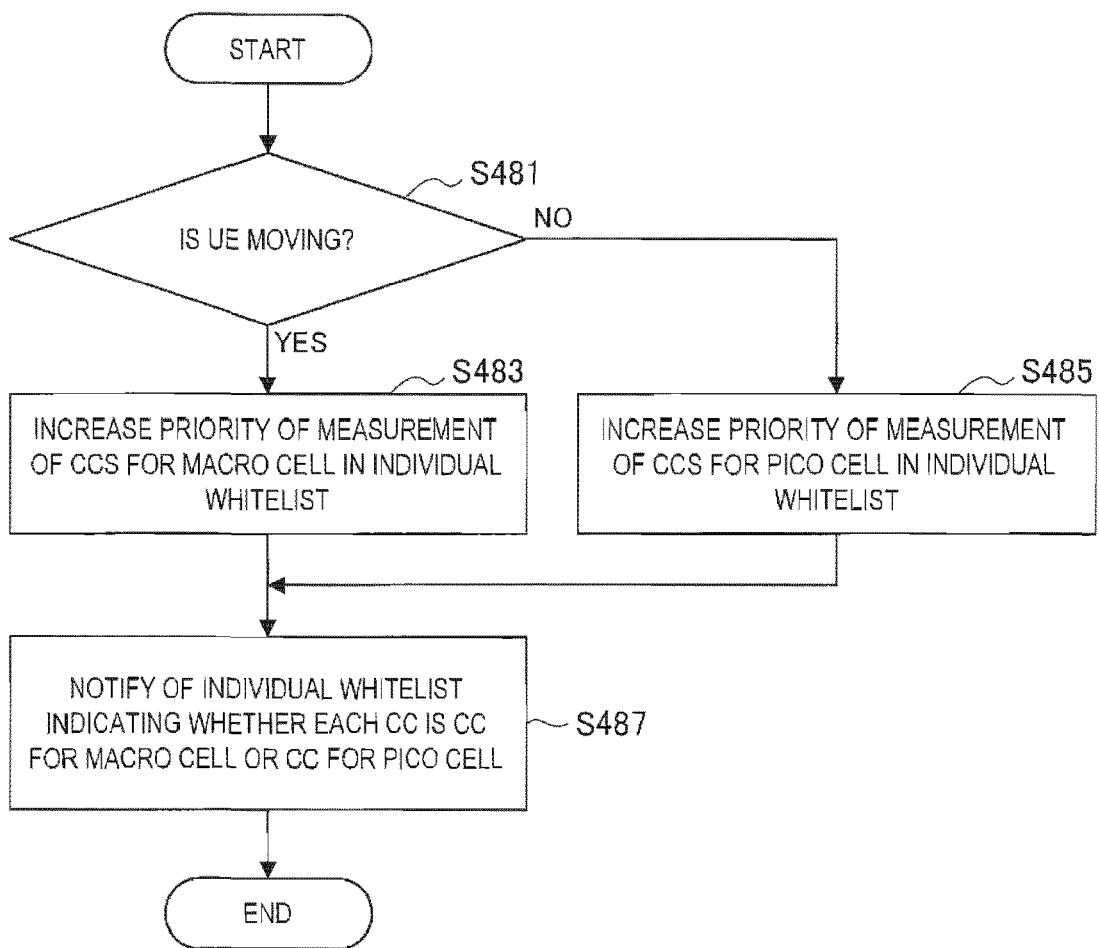 START
S481
IS UE MOVING?
NO
YES
S483
INCREASE PRIORITY OF MEASUREMENT
OF CCS FOR MACRO CELL IN INDIVIDUAL
WHITELIST
S485
INCREASE PRIORITY OF MEASUREMENT
OF CCS FOR PICO CELL IN INDIVIDUAL
WHITELIST
NOTIFY OF INDIVIDUAL WHITELIST
INDICATING WHETHER EACH CC IS CC
FOR MACRO CELL OR CC FOR PICO CELL
S487
END